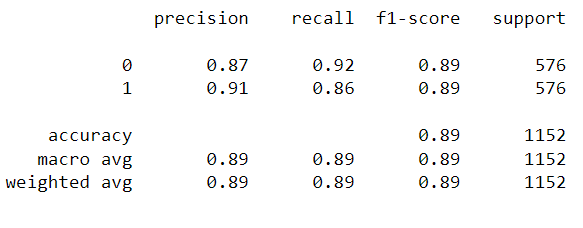 precision recall f1-score support
0 0.87 0.92 0.89 576
1 0.91 0.86 0.89 576
accuracy 0.89 1152
macro avg 0.89 0.89 0.89 1152
weighted avg 0.89 0.89 0.89 1152